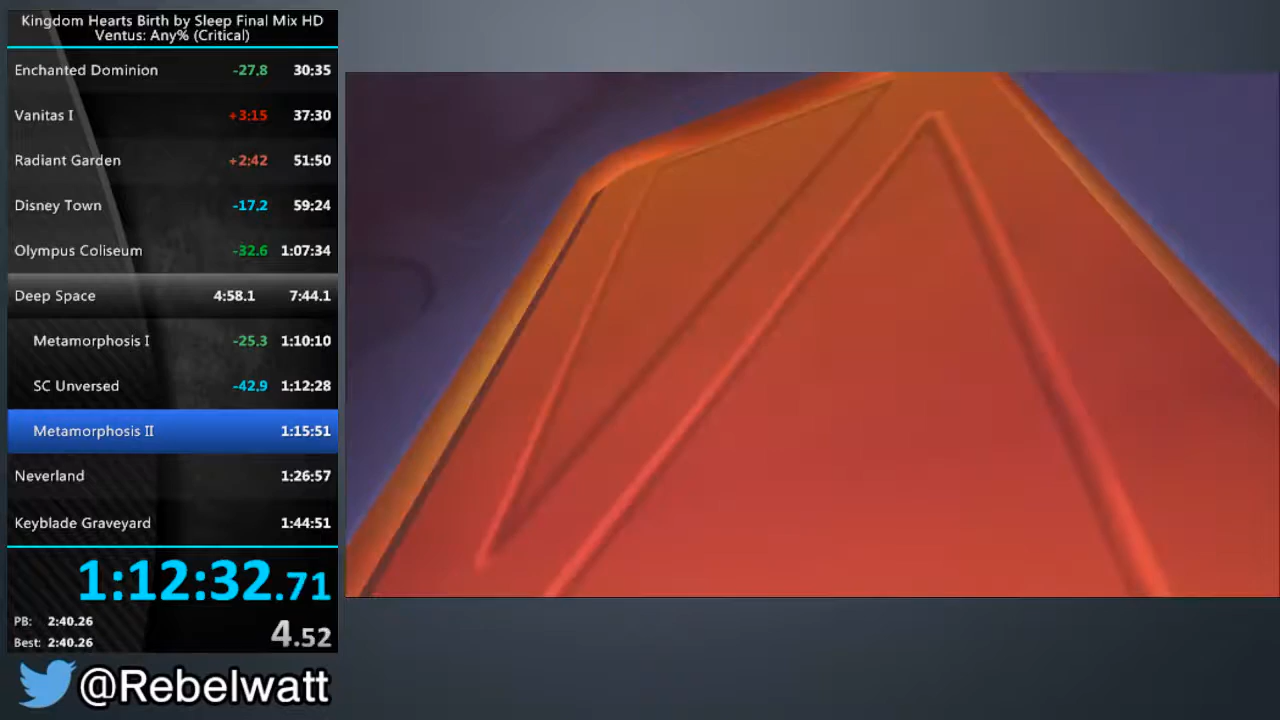 Kingdom Hearts Birth by Sleep Final Mix HD
Ventus: Any% (Critical)
Enchanted Dominion -27.8 30:35
Vanitas I +3:15 37:30
Radiant Garden +2:42 51:50
Disney Town -17.2 59:24
Olympus Coliseum -32.6 1:07:34
Deep Space 4:58.1 7:44.1
Metamorphosis I -25.3 1:10:10
SC Unversed -42.9 1:12:28
Metamorphosis II 1:15:51
Neverland 1:26:57
Keyblade Graveyard 1:44:51
1:12:32.71
PB: 2:40.26
Best: 2:40.26
4.52
@Rebelwatt